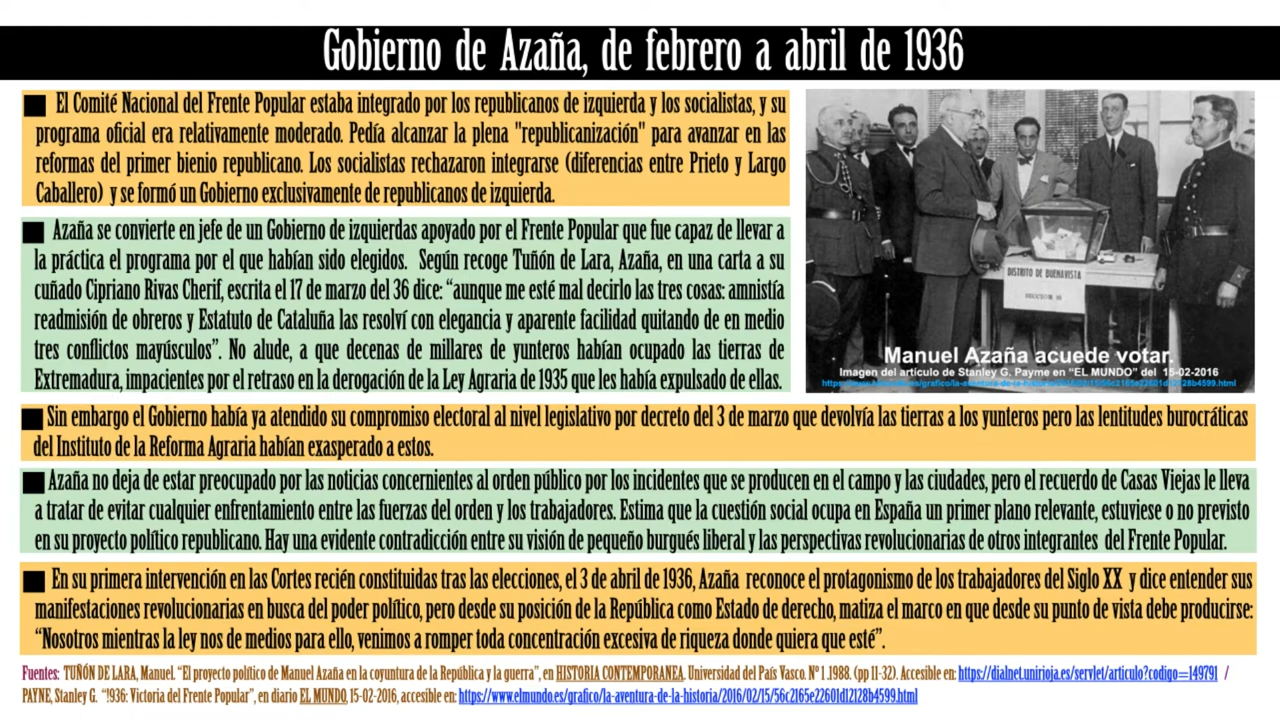 Gobierno de Azaña, de febrero a abril de 1936
El Comité Nacional del Frente Popular estaba integrado por los republicanos de izquierda y los socialistas, y su
programa oficial era relativamente moderado. Pedía alcanzar la plena "republicanización" para avanzar en las
reformas del primer bienio republicano. Los socialistas rechazaron integrarse (diferencias entre Prieto y Largo
Caballero) y se formó un Gobierno exclusivamente de republicanos de izquierda.
Azaña se convierte en jefe de un Gobierno de izquierdas apoyado por el Frente Popular que fue capaz de llevar a
la práctica el programa por el que habían sido elegidos. Según recoge Tuñón de Lara, Azaña, en una carta a su
cuñado Cipriano Rivas Cherif, escrita el 17 de marzo del 36 dice: “aunque me esté mal decirlo las tres cosas: amnistía
readmisión de obreros y Estatuto de Cataluña las resolví con elegancia y aparente facilidad quitando de en medio
tres conflictos mayúsculos”. No alude, a que decenas de millares de yunteros habían ocupado las tierras de
Extremadura, impacientes por el retraso en la derogación de la Ley Agraria de 1935 que les había expulsado de ellas.
DISTRITO DE BUENAVISTA
Manuel Azaña acuede votar.
Imagen del artículo de Stanley G. Payme en “EL MUNDO” del 15-02-2016
Sin embargo el Gobierno había ya atendido su compromiso electoral al nivel legislativo por decreto del 3 de marzo que devolvía las tierras a los yunteros pero las lentitudes burocráticas
del Instituto de la Reforma Agraria habían exasperado a estos.
Azaña no deja de estar preocupado por las noticias concernientes al orden público por los incidentes que se producen en el campo y las ciudades, pero el recuerdo de Casas Viejas le lleva
a tratar de evitar cualquier enfrentamiento entre las fuerzas del orden y los trabajadores. Estima que la cuestión social ocupa en España un primer plano relevante, estuviese o no previsto
en su proyecto político republicano. Hay una evidente contradicción entre su visión de pequeño burgués liberal y las perspectivas revolucionarias de otros integrantes del Frente Popular.
En su primera intervención en las Cortes recién constituidas tras las elecciones, el 3 de abril de 1936, Azaña reconoce el protagonismo de los trabajadores del Siglo XX y dice entender sus
manifestaciones revolucionarias en busca del poder político, pero desde su posición de la República como Estado de derecho, matiza el marco en que desde su punto de vista debe producirse:
“Nosotros mientras la ley nos de medios para ello, venimos a romper toda concentración excesiva de riqueza donde quiera que esté”.
Fuentes: TUÑÓN DE LARA, Manuel. “El proyecto político de Manuel Azaña en la coyuntura de la República y la guerra”, en HISTORIA CONTEMPORANEA. Universidad del País Vasco. Nº 1 .1988. (pp 11-32). Accesible en: https://dialnet.unirioja.es/servlet/articulo?codigo=149791 /
PAYNE, Stanley G. “1936: Victoria del Frente Popular”, en diario EL MUNDO, 15-02-2016, accesible en: https://www.elmundo.es/grafico/la-aventura-de-la-historia/2016/02/15/56c2165e22601d12128b4599.html